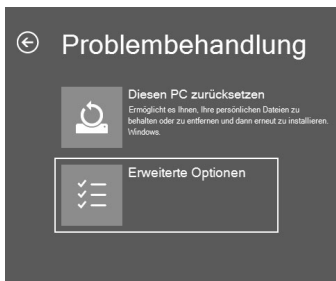 Problembehandlung
Diesen PC zurücksetzen
Ermöglicht es Ihnen, Ihre persönlichen Dateien zu
behalten oder zu entfernen und dann erneut zu installieren.
Windows.
Erweiterte Optionen